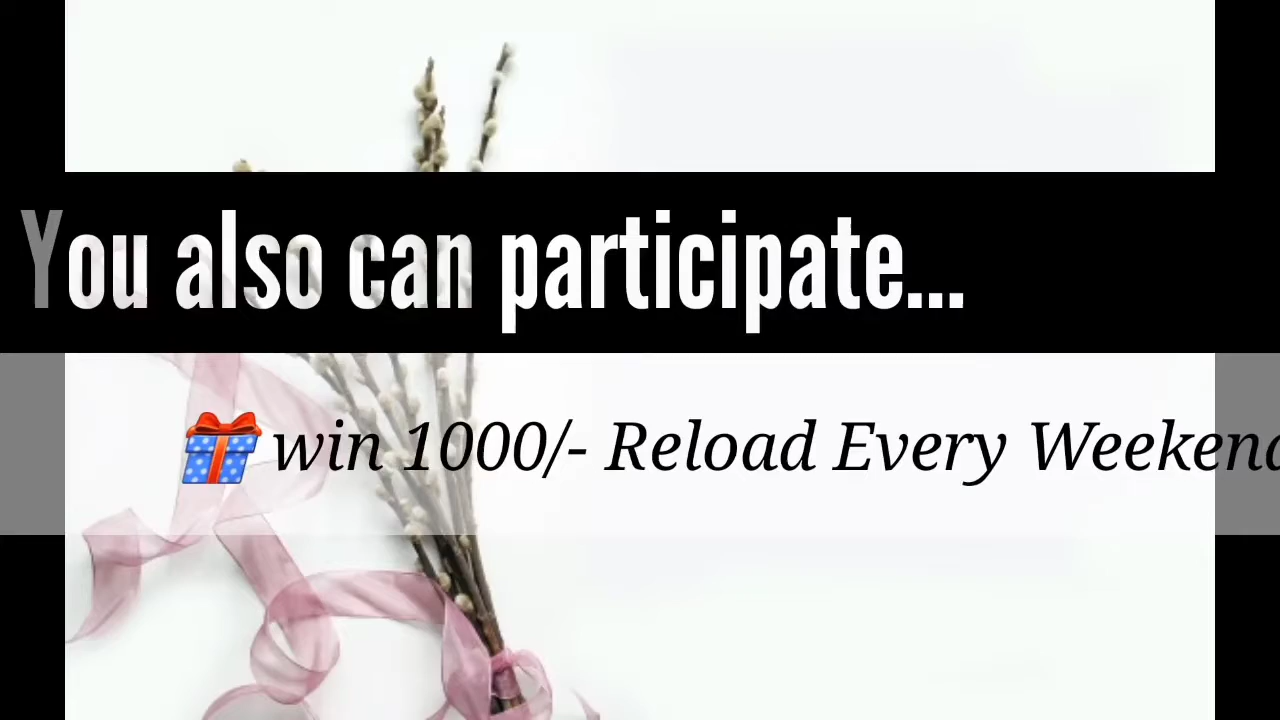 You also can participate...
🎁 win 1000/- Reload Every Weekend